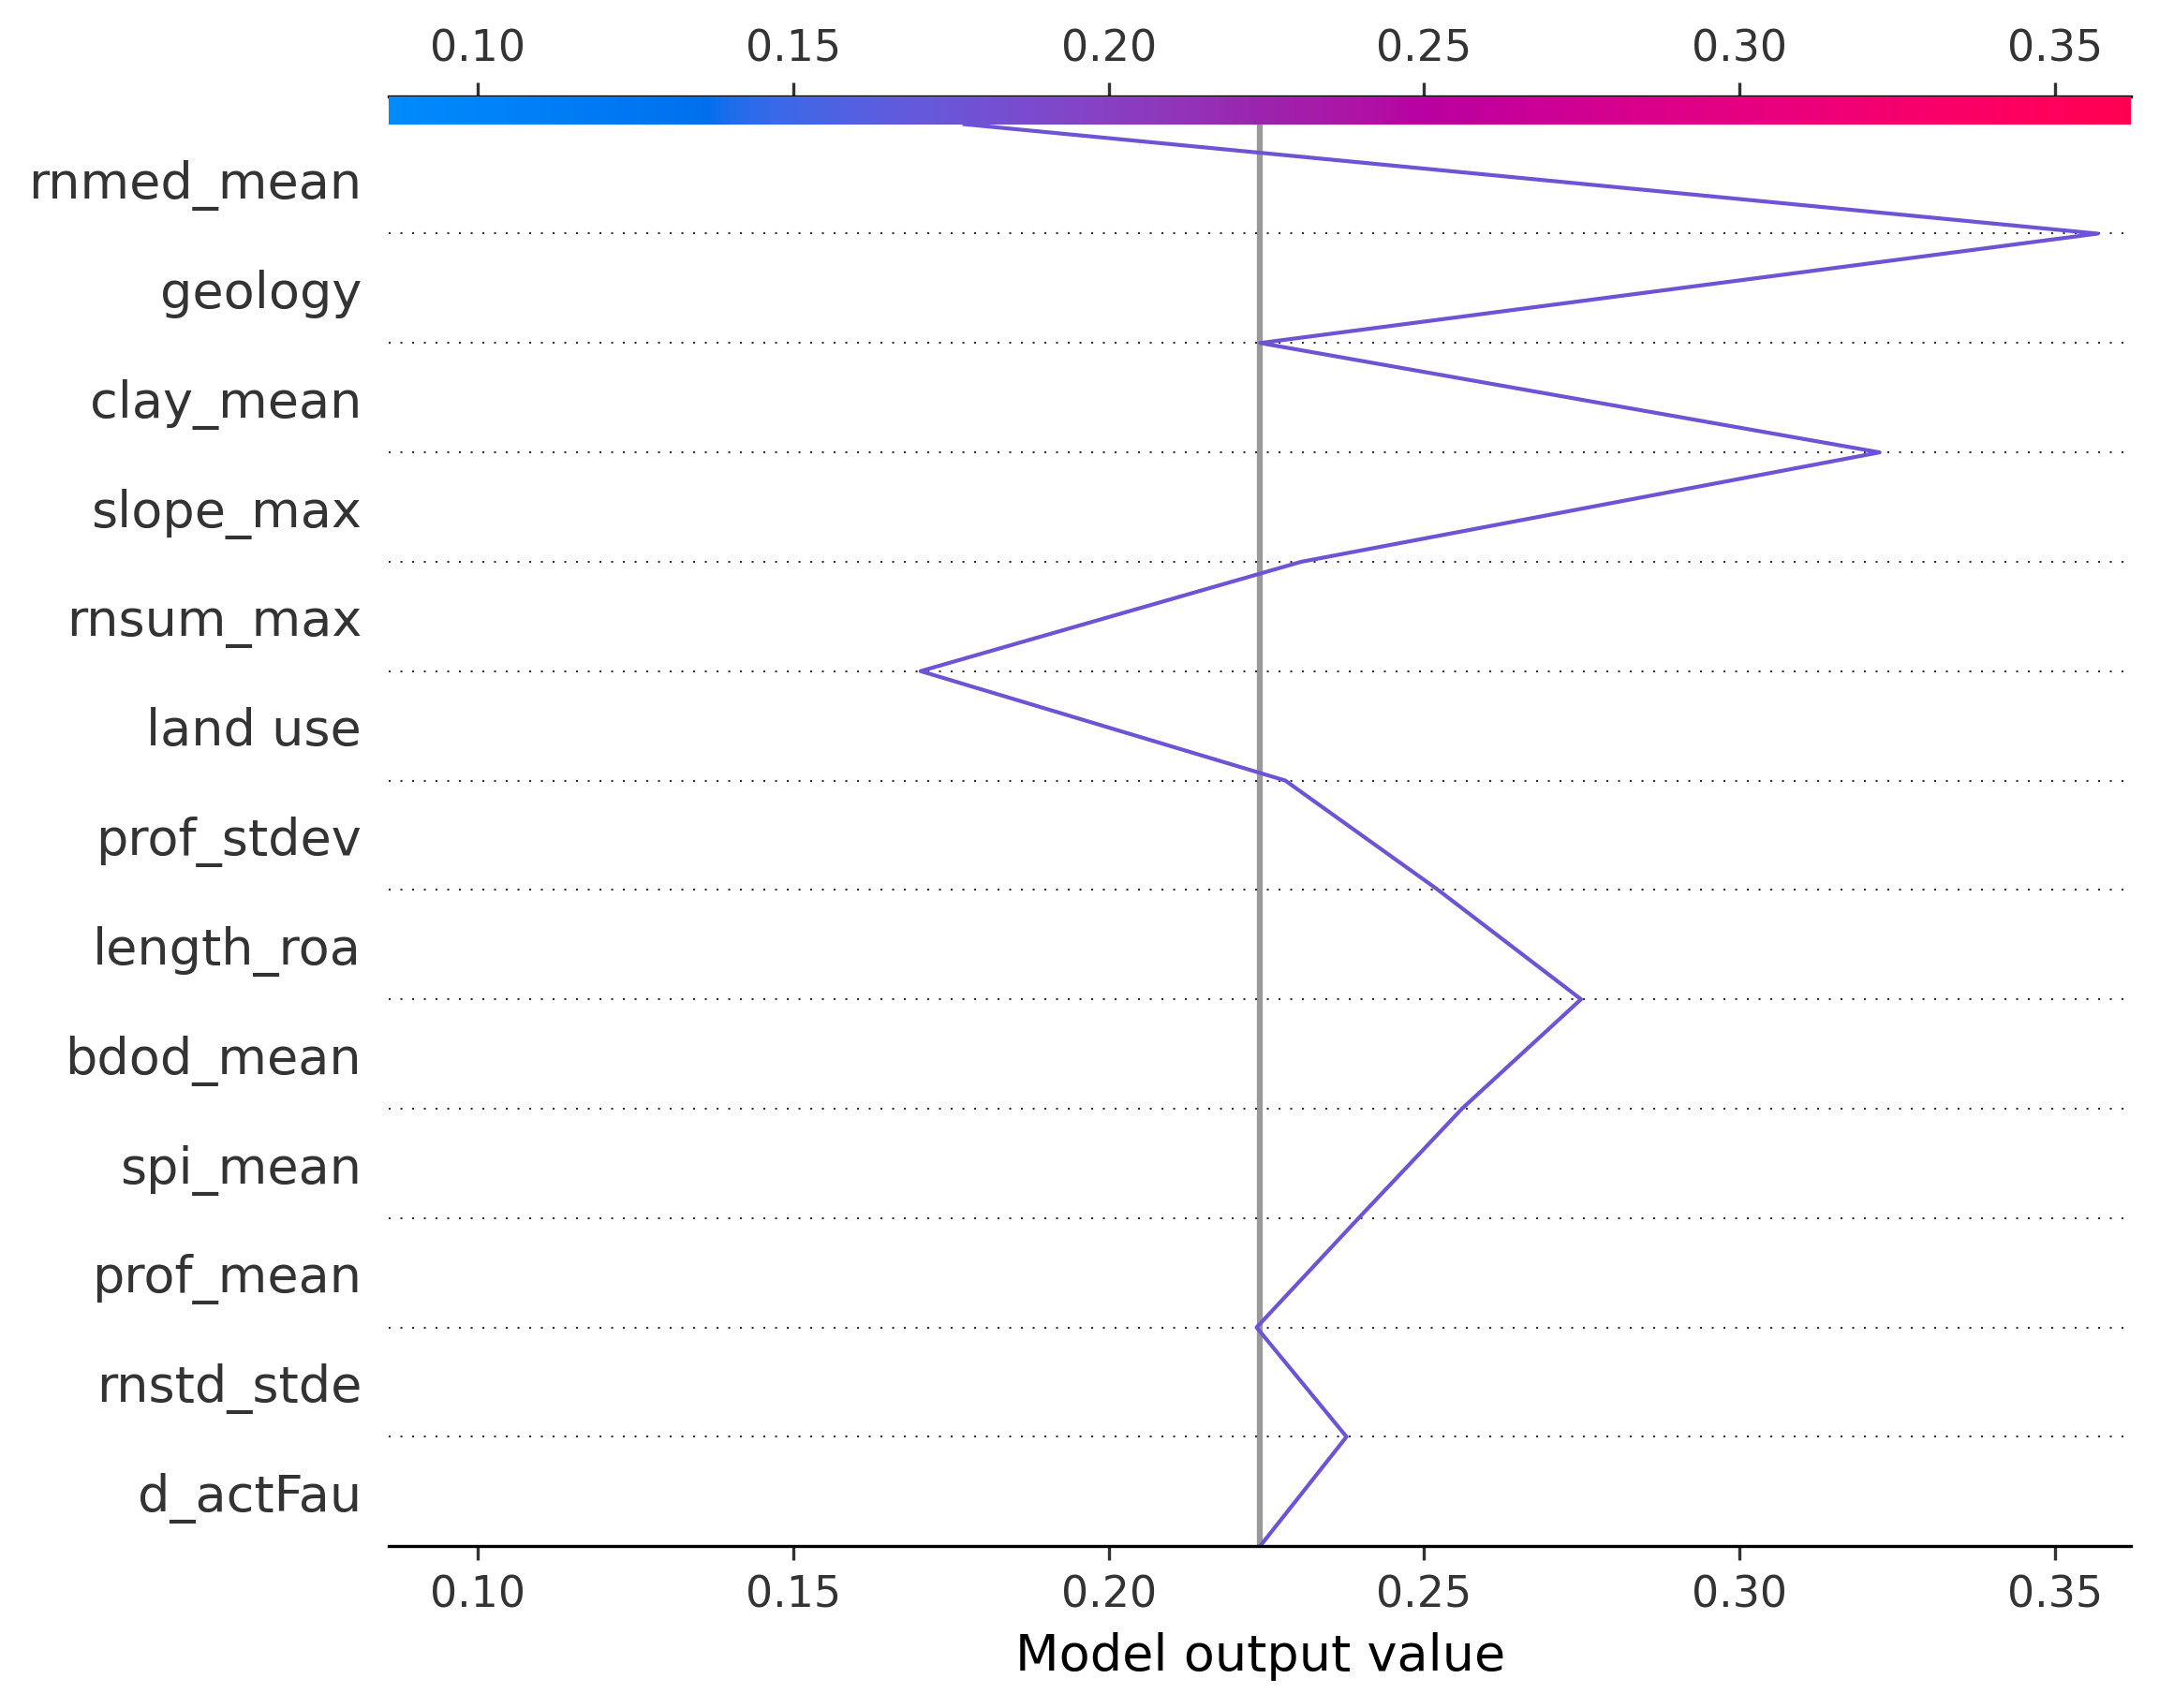 0.10 0.15 0.20 0.25 0.30 0.35
rnmed_mean
geology
clay_mean
slope_max
rnsum_max
land use
prof_stdev
length_roa
bdod_mean
spi_mean
prof_mean
rnstd_stde
d_actFau
0.10 0.15 0.20 0.25 0.30 0.35
Model output value